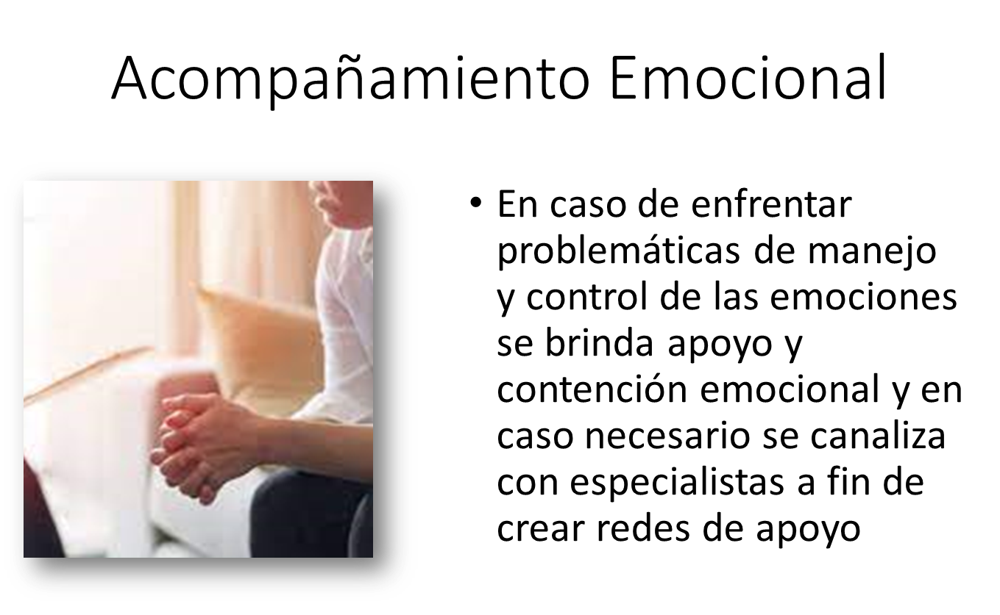 Acompañamiento Emocional
• En caso de enfrentar
problemáticas de manejo
y control de las emociones
se brinda apoyo y
contención emocional y en
caso necesario se canaliza
con especialistas a fin de
crear redes de apoyo